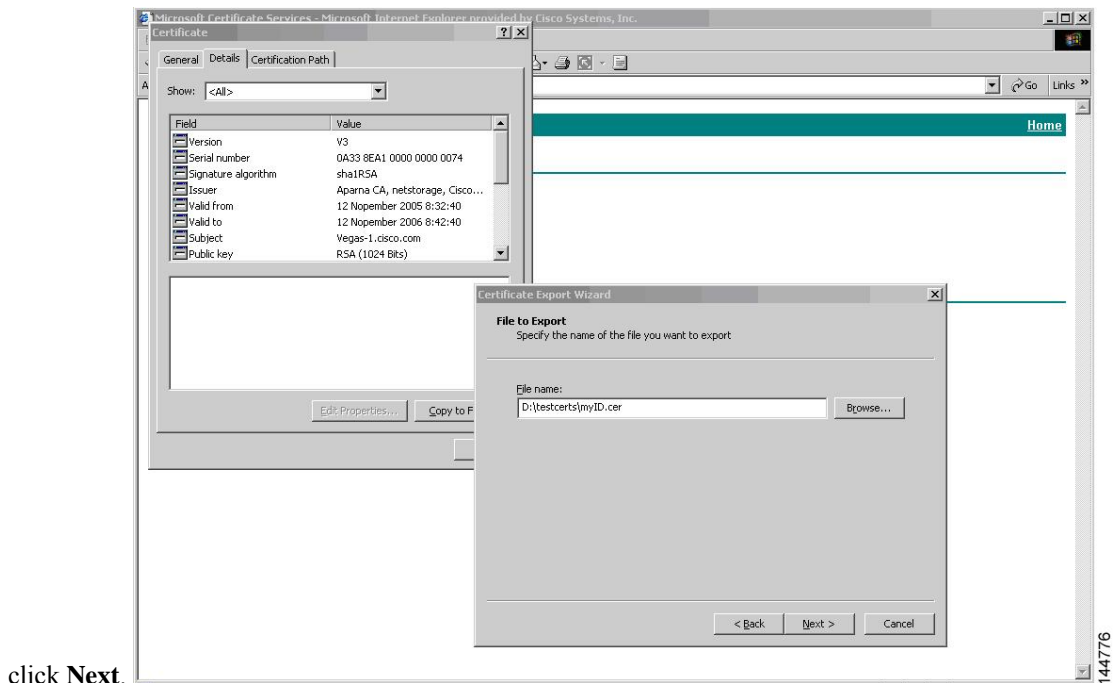 Microsoft Certificate Services - Microsoft Internet Explorer provided by Cisco Systems, Inc.
Certificate
General Details Certification Path
Show: <All>
Go Links »
Home
Field Value
Version V3
Serial number 0A33 8EA1 0000 0000 0074
Signature algorithm sha1RSA
Issuer Aparna CA, netstorage, Cisco...
Valid from 12 Nopember 2005 8:32:40
Valid to 12 Nopember 2006 8:42:40
Subject Vegas-1.cisco.com
Public key RSA (1024 Bits)
Edit Properties... Copy to F
Certificate Export Wizard
File to Export
Specify the name of the file you want to export
File name:
D:\testcerts\myID.cer Browse...
< Back Next > Cancel
click Next.
144776